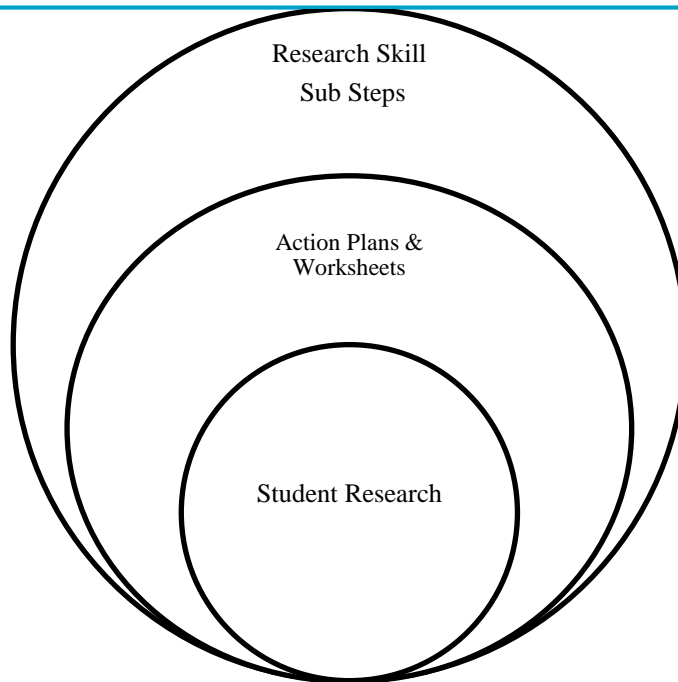 Research Skill
Sub Steps
Action Plans &
Worksheets
Student Research